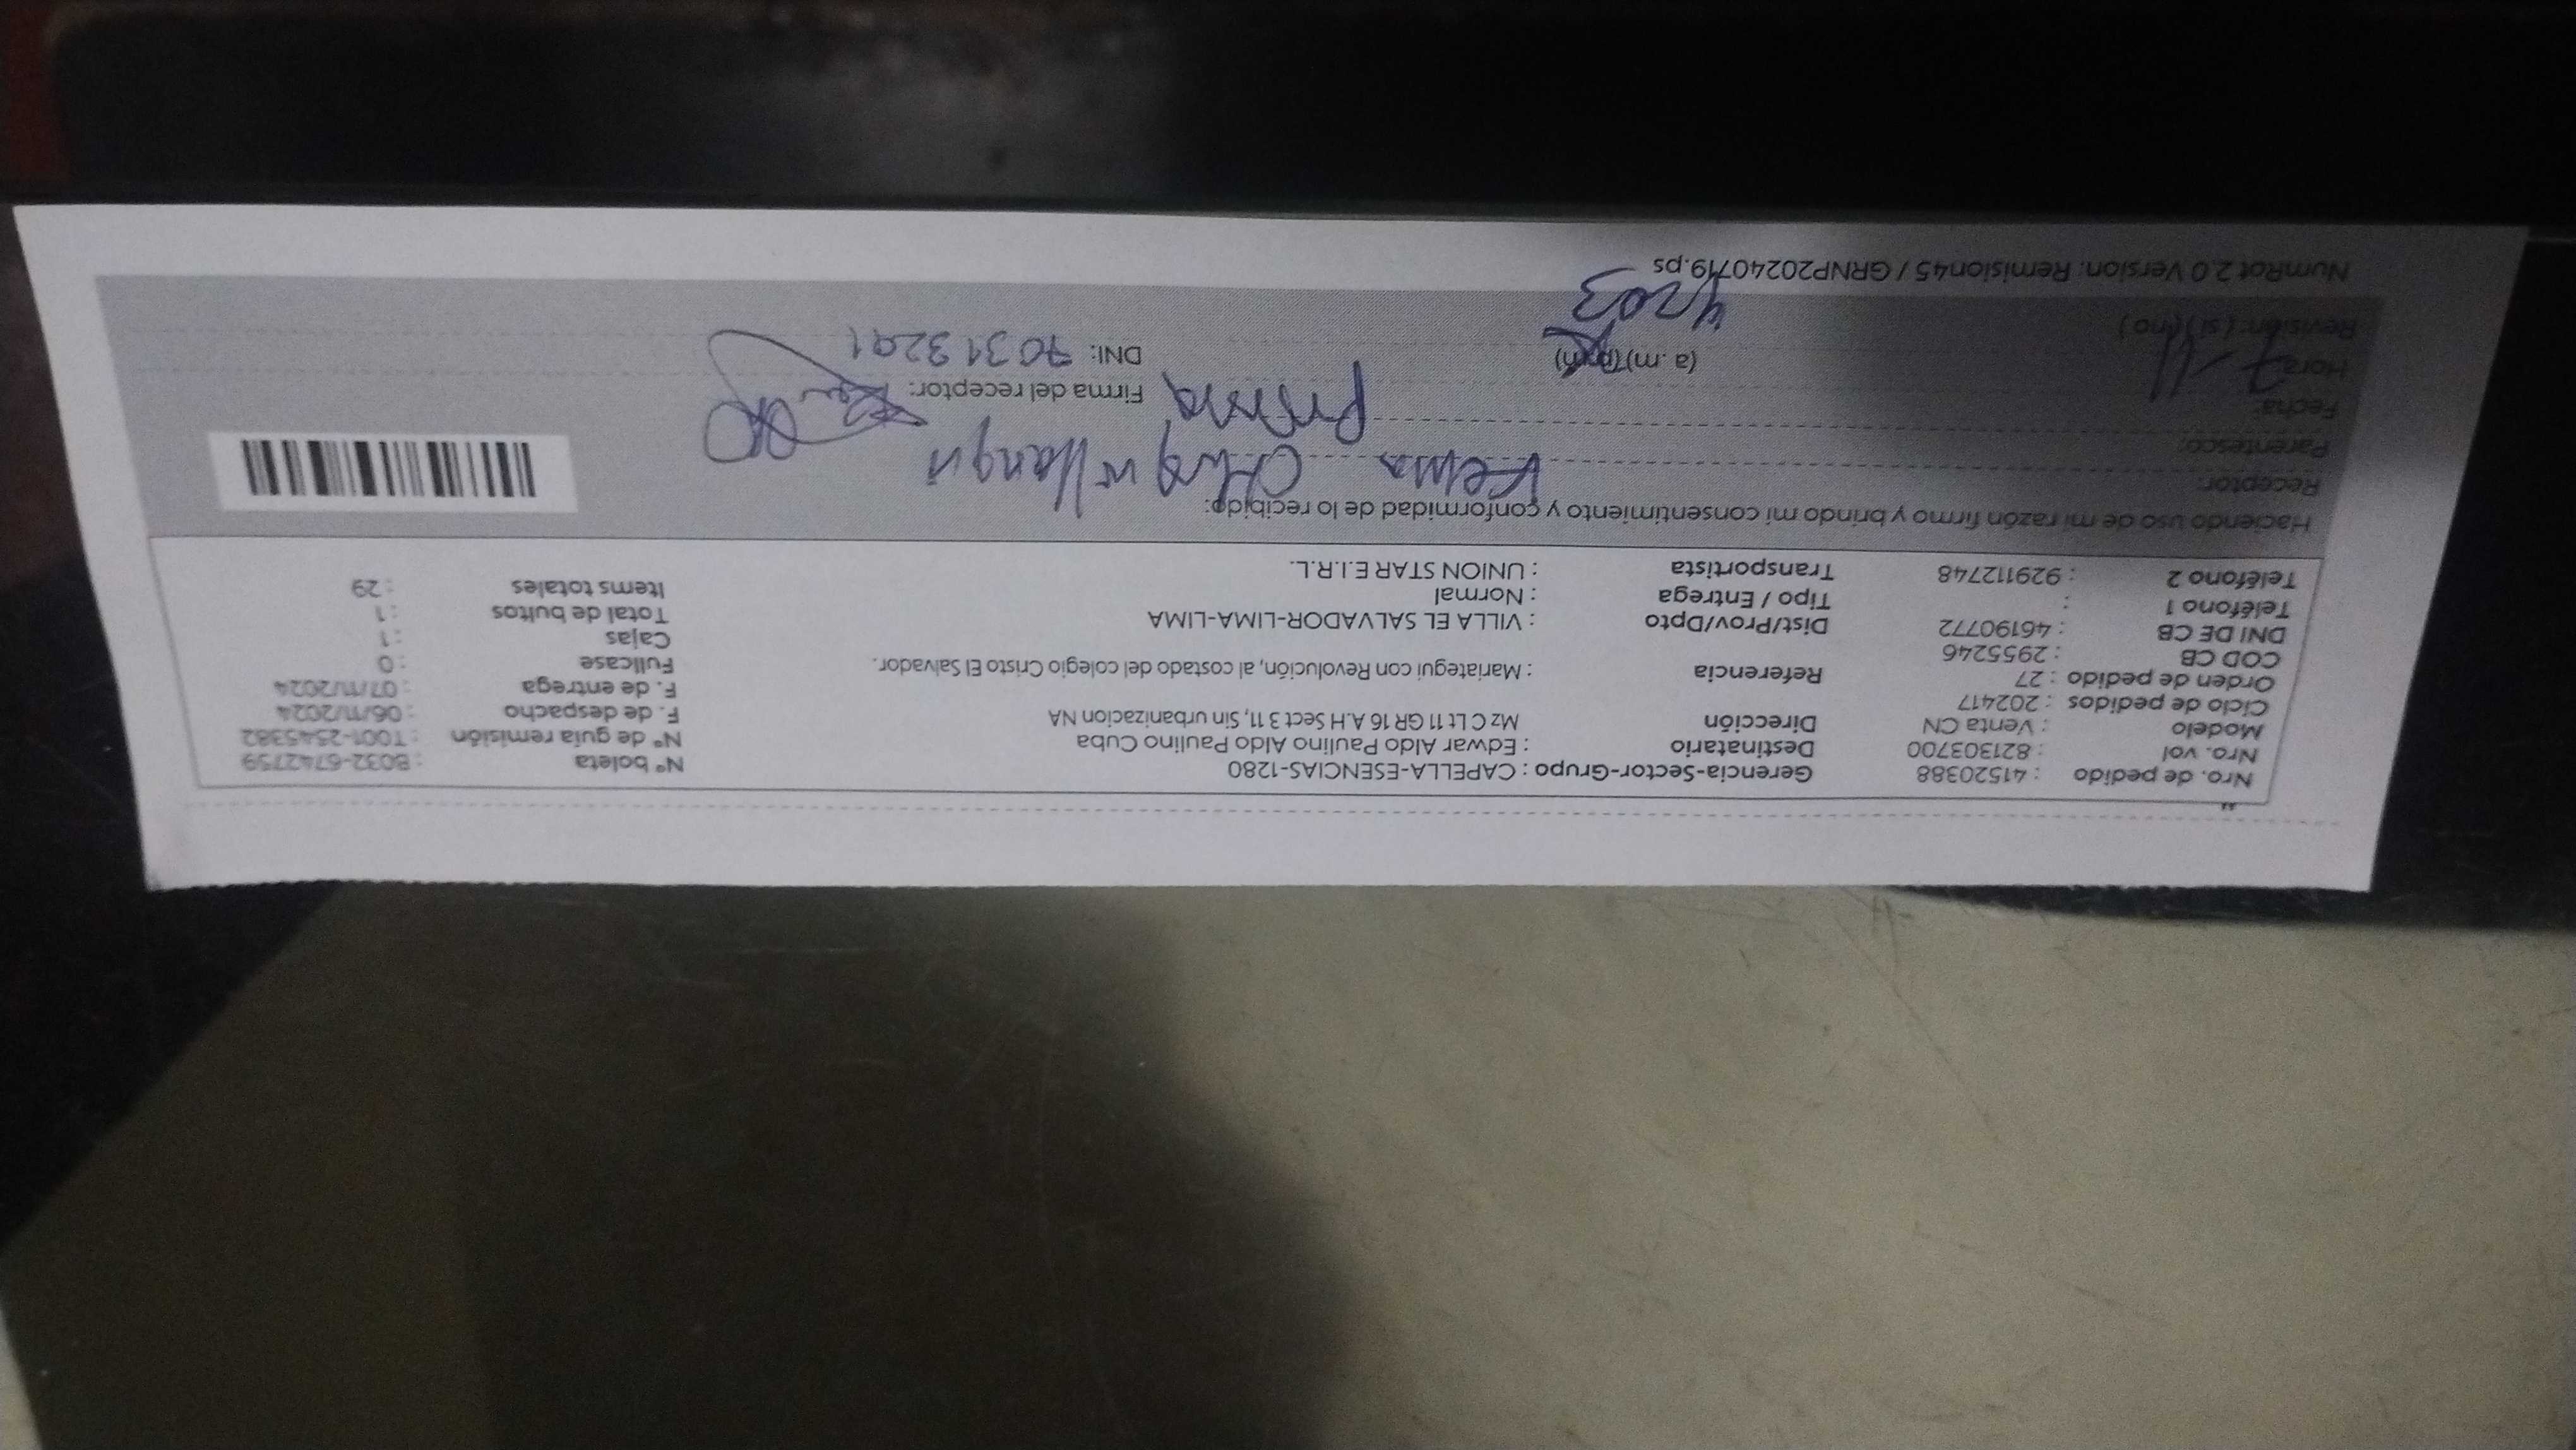 Nro. de pedido : 41520388 Gerencia-Sector-Grupo : CAPELLA-ESENCIAS-1280 N° boleta : B032-6742759
Nro. vol : 821303700 Destinatario : Edwar Aldo Paulino Aldo Paulino Cuba N° de guía remisión : T001-2545382
Modelo : Venta CN Dirección Mz C Lt 11 GR 16 A.H Sect 3 11, Sin urbanizacion NA F. de despacho : 06/11/2024
Ciclo de pedidos : 202417 F. de entrega : 07/11/2024
Orden de pedido : 27 Referencia : Mariategui con Revolución, al costado del colegio Cristo El Salvador. Fullcase : 0
COD CB : 2955246 Cajas : 1
DNI DE CB : 46190772 Dist/Prov/Dpto : VILLA EL SALVADOR-LIMA-LIMA Total de bultos : 1
Teléfono 1 : Tipo / Entrega : Normal Items totales : 29
Teléfono 2 : 929112748 Transportista : UNION STAR E.I.R.L.
Haciendo uso de mi razón firmo y brindo mi consentimiento y conformidad de lo recibido:
Receptor:
Parentesco: Prima
Fecha: 7-11 Firma del receptor:
Hora: (a. m) (p.m) DNI: 70313291
Revisión: ( si ) ( no )
NumRot 2.0 Version: Remision45 / GRNP20240719.ps